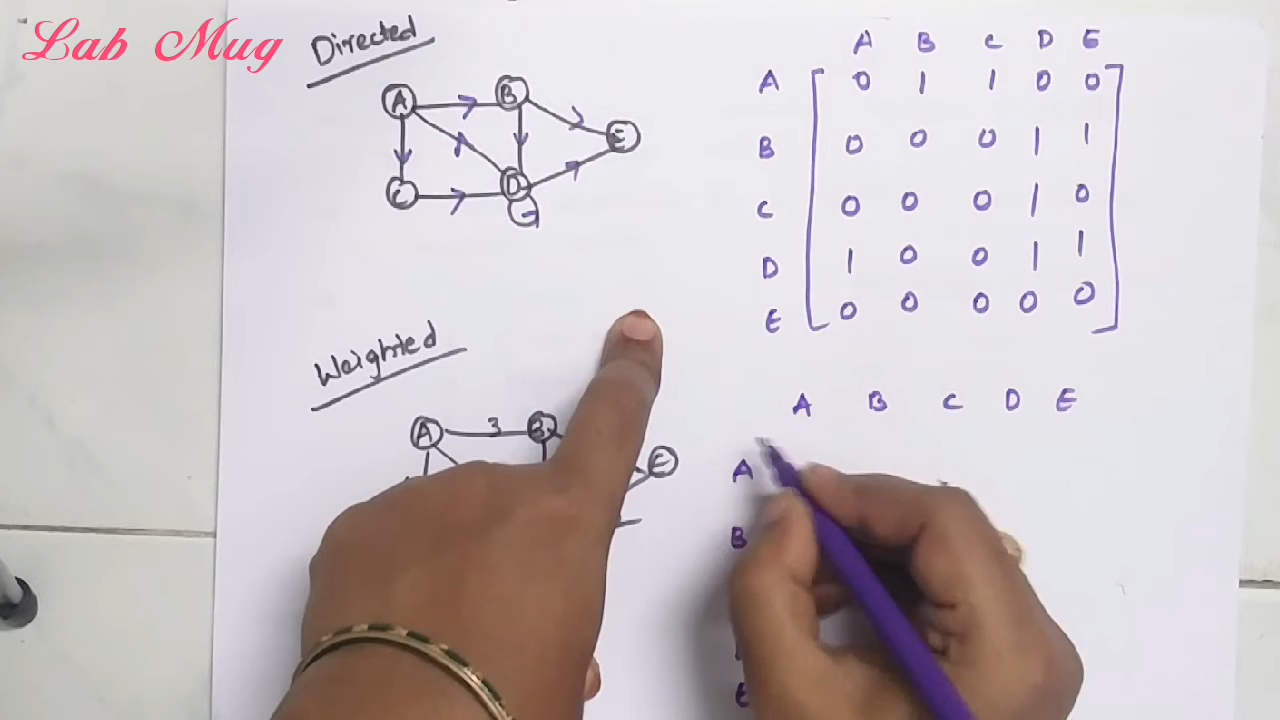 Lab Mug
Directed
A B
E
C D
A B C D E
A 0 1 1 0 0
B 0 0 0 1 1
C 0 0 0 1 0
D 1 0 0 1 1
E 0 0 0 0 0
Weighted
A 3 B
E
A B C D E
A
B
E